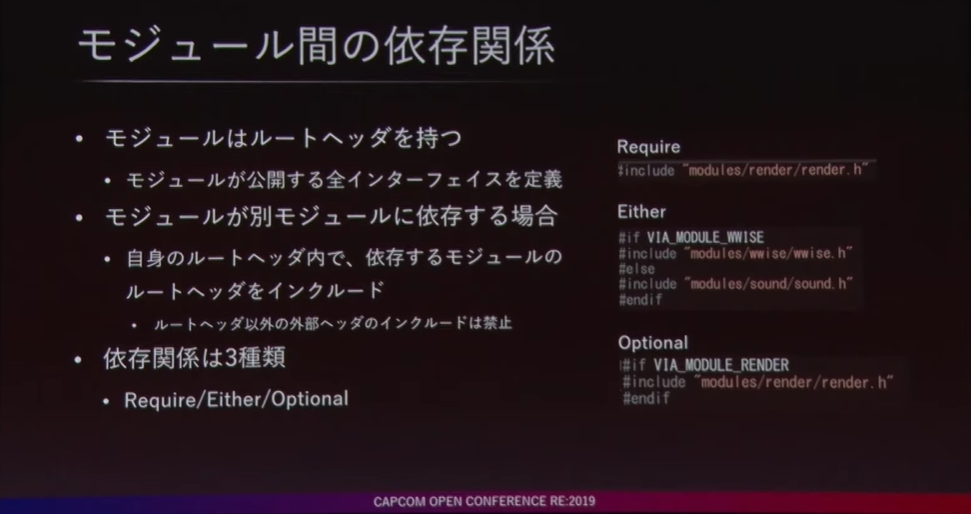 モジュール間の依存関係
• モジュールはルートヘッダを持つ
• モジュールが公開する全インターフェイスを定義
• モジュールが別モジュールに依存する場合
• 自身のルートヘッダ内で、依存するモジュールの
ルートヘッダをインクルード
• ルートヘッダ以外の外部ヘッダのインクルードは禁止
• 依存関係は3種類
• Require/Either/Optional
Require
#include "modules/render/render.h"
Either
#if VIA_MODULE_WWISE
#include "modules/wwise/wwise.h"
#else
#include "modules/sound/sound.h"
#endif
Optional
#if VIA_MODULE_RENDER
#include "modules/render/render.h"
#endif
CAPCOM OPEN CONFERENCE RE:2019